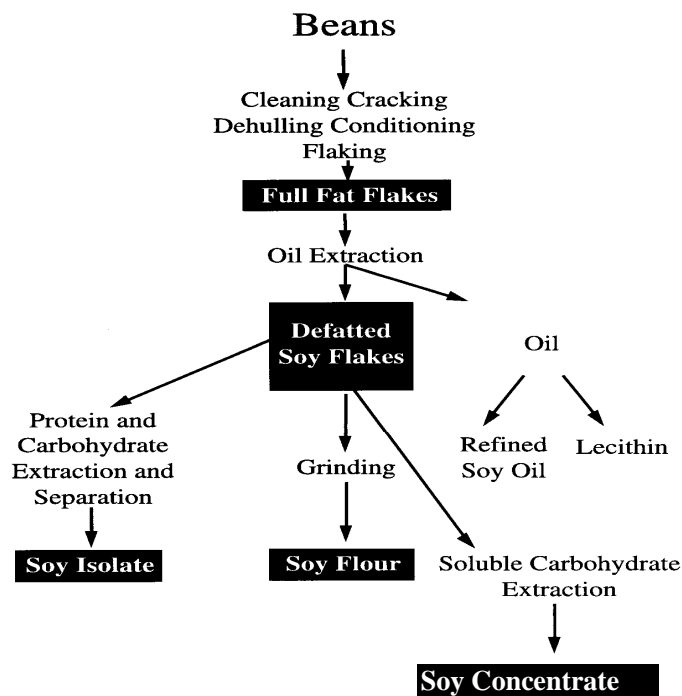 Beans
Cleaning Cracking
Dehulling Conditioning
Flaking
Full Fat Flakes
Oil Extraction
Defatted
Soy Flakes
Oil
Protein and
Carbohydrate
Extraction and
Separation
Grinding
Refined
Soy Oil
Lecithin
Soy Isolate
Soy Flour
Soluble Carbohydrate
Extraction
Soy Concentrate